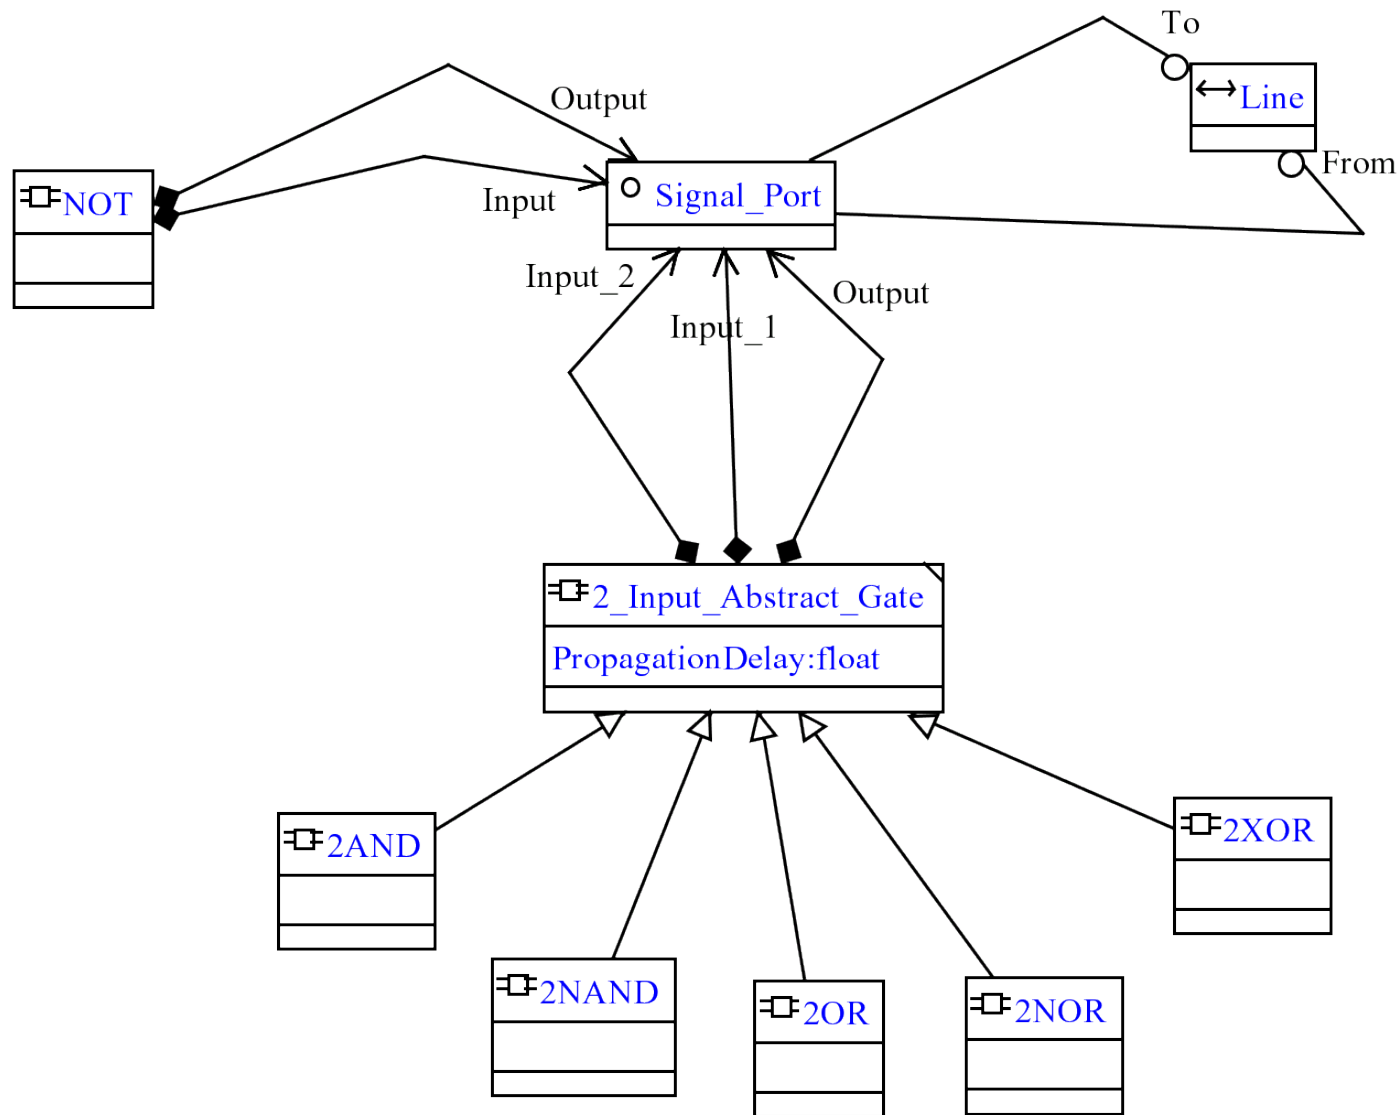 To
Line
Output
From
NOT
Signal_Port
Input
Input_2
Output
Input_1
2_Input_Abstract_Gate
PropagationDelay:float
2AND
2XOR
2NAND
2OR
2NOR